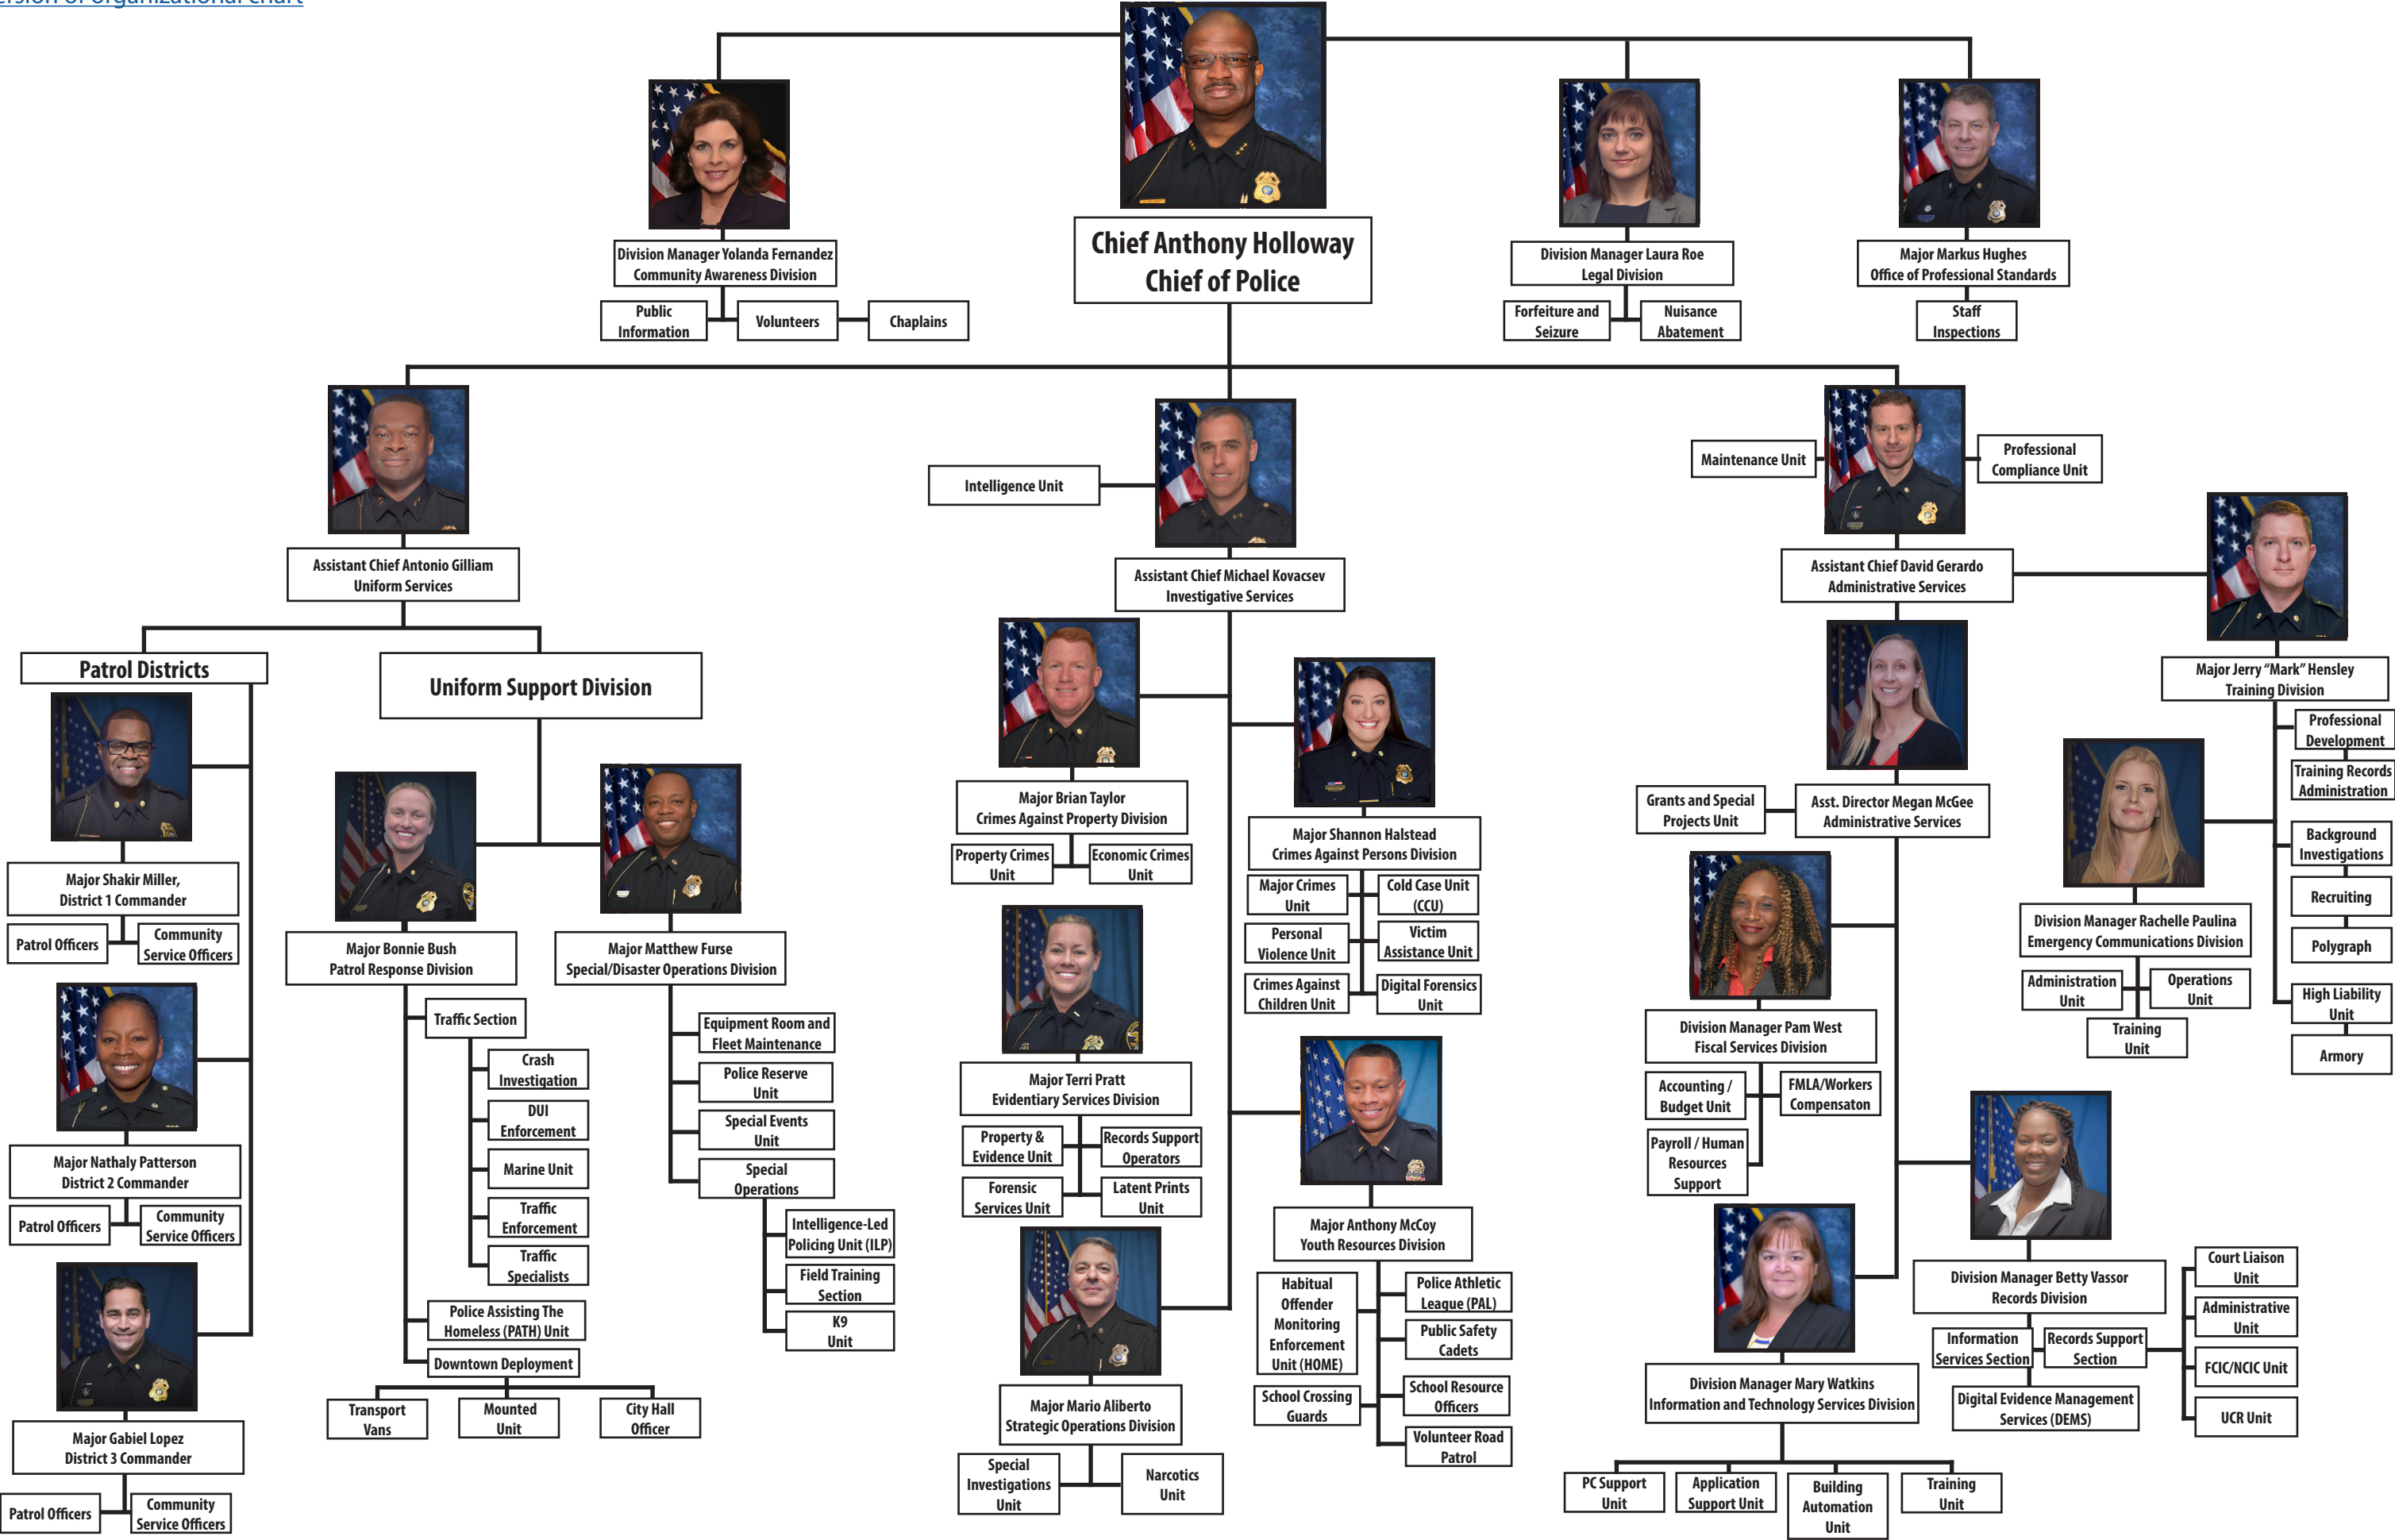 ersion of organizational chart
Chief Anthony Holloway
Chief of Police
Division Manager Yolanda Fernandez
Community Awareness Division
Public
Information
Volunteers
Chaplains
Division Manager Laura Roe
Legal Division
Forfeiture and
Seizure
Nuisance
Abatement
Major Markus Hughes
Office of Professional Standards
Staff
Inspections
Assistant Chief Antonio Gilliam
Uniform Services
Patrol Districts
Major Shakir Miller,
District 1 Commander
Patrol Officers
Community
Service Officers
Major Nathaly Patterson
District 2 Commander
Patrol Officers
Community
Service Officers
Major Gabiel Lopez
District 3 Commander
Patrol Officers
Community
Service Officers
Uniform Support Division
Major Bonnie Bush
Patrol Response Division
Traffic Section
Crash
Investigation
DUI
Enforcement
Marine Unit
Traffic
Enforcement
Traffic
Specialists
Police Assisting The
Homeless (PATH) Unit
Downtown Deployment
Transport
Vans
Mounted
Unit
City Hall
Officer
Major Matthew Furse
Special/Disaster Operations Division
Equipment Room and
Fleet Maintenance
Police Reserve
Unit
Special Events
Unit
Special
Operations
Intelligence-Led
Policing Unit (ILP)
Field Training
Section
K9
Unit
Intelligence Unit
Assistant Chief Michael Kovacsev
Investigative Services
Major Brian Taylor
Crimes Against Property Division
Property Crimes
Unit
Economic Crimes
Unit
Major Shannon Halstead
Crimes Against Persons Division
Major Crimes
Unit
Cold Case Unit
(CCU)
Personal
Violence Unit
Victim
Assistance Unit
Crimes Against
Children Unit
Digital Forensics
Unit
Major Terri Pratt
Evidentiary Services Division
Property &
Evidence Unit
Records Support
Operators
Forensic
Services Unit
Latent Prints
Unit
Major Anthony McCoy
Youth Resources Division
Habitual
Offender
Monitoring
Enforcement
Unit (HOME)
Police Athletic
League (PAL)
Public Safety
Cadets
School Crossing
Guards
School Resource
Officers
Volunteer Road
Patrol
Major Mario Aliberto
Strategic Operations Division
Special
Investigations
Unit
Narcotics
Unit
Maintenance Unit
Professional
Compliance Unit
Assistant Chief David Gerardo
Administrative Services
Major Jerry “Mark” Hensley
Training Division
Professional
Development
Training Records
Administration
Background
Investigations
Recruiting
Polygraph
High Liability
Unit
Armory
Grants and Special
Projects Unit
Asst. Director Megan McGee
Administrative Services
Division Manager Rachelle Paulina
Emergency Communications Division
Administration
Unit
Operations
Unit
Training
Unit
Division Manager Pam West
Fiscal Services Division
Accounting /
Budget Unit
FMLA/Workers
Compensaton
Payroll / Human
Resources
Support
Division Manager Betty Vassor
Records Division
Information
Services Section
Records Support
Section
Digital Evidence Management
Services (DEMS)
Court Liaison
Unit
Administrative
Unit
FCIC/NCIC Unit
UCR Unit
Division Manager Mary Watkins
Information and Technology Services Division
PC Support
Unit
Application
Support Unit
Building
Automation
Unit
Training
Unit